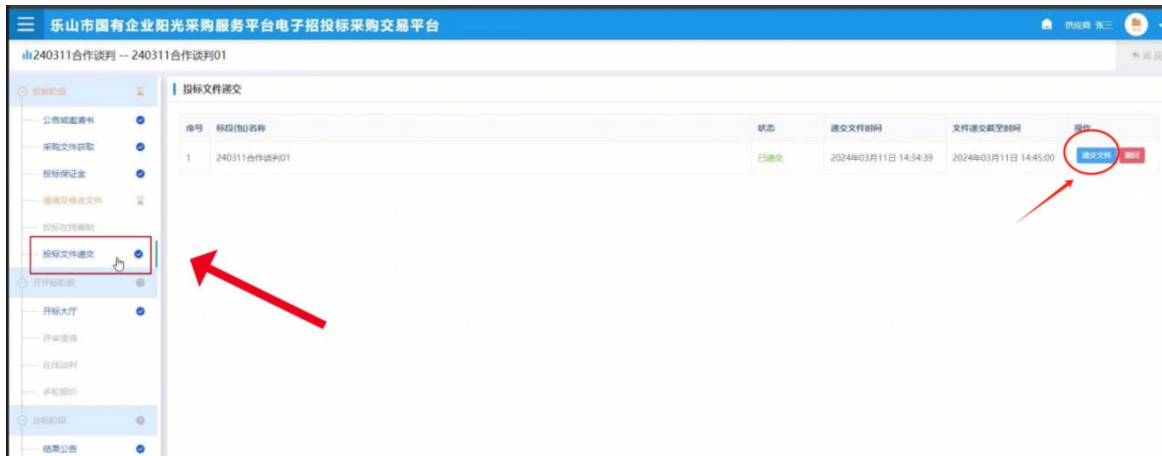 乐山市国有企业阳光采购服务平台电子招投标采购交易平台
供应商 张三
240311合作谈判 -- 240311合作谈判01
投标阶段
公告或邀请书
采购文件获取
投标保证金
澄清及修改文件
投标在线编制
投标文件递交
开评标阶段
开标大厅
评审澄清
在线谈判
多轮报价
定标阶段
结果公告
投标文件递交
序号 标段(包)名称 状态 递交文件时间 文件递交截至时间 操作
1 240311合作谈判01 已递交 2024年03月11日 14:34:39 2024年03月11日 14:45:00 递交文件 撤回